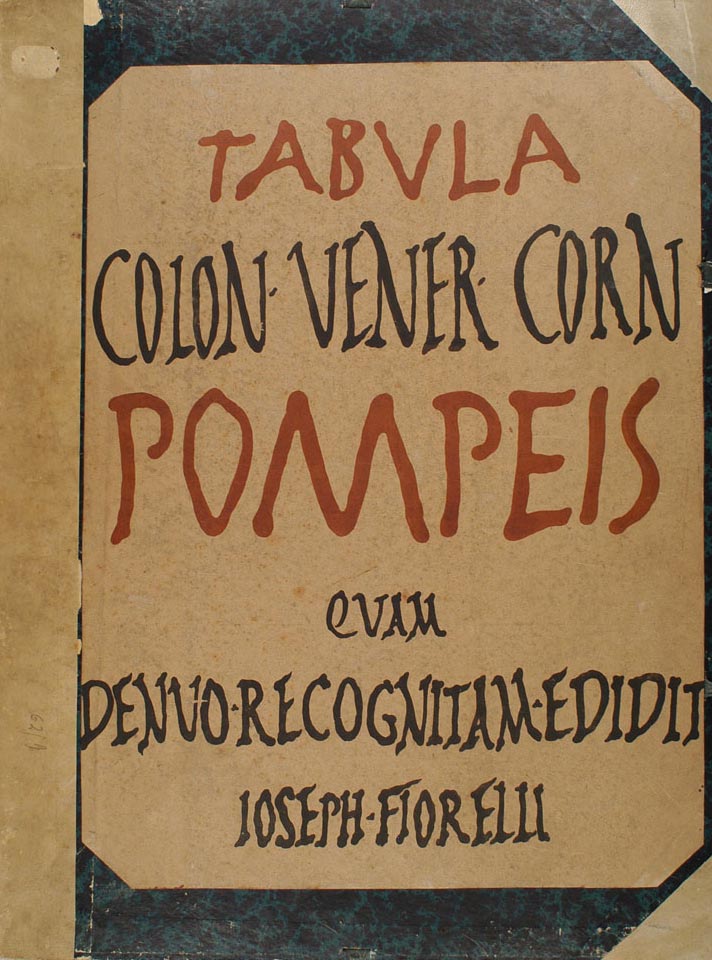 TABVLA
COLON · VENER · CORN
POMPEIS
QVAM
DENVO · RECOGNITAM · EDIDIT
IOSEPH · FIORELLI